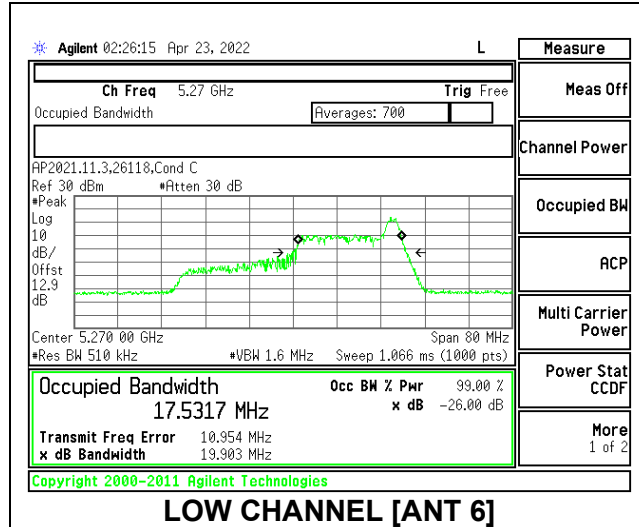 Agilent 02:26:15 Apr 23, 2022 L
Measure
Ch Freq 5.27 GHz Trig Free
Occupied Bandwidth Averages: 700
AP2021.11.3,26118,Cond C
Ref 30 dBm #Atten 30 dB
#Peak
Log
10
dB/
Offst
12.9
dB
Center 5.270 00 GHz Span 80 MHz
#Res BW 510 kHz #VBW 1.6 MHz Sweep 1.066 ms (1000 pts)
Occupied Bandwidth Occ BW % Pwr 99.00 %
17.5317 MHz x dB -26.00 dB
Transmit Freq Error 10.954 MHz
x dB Bandwidth 19.903 MHz
Copyright 2000-2011 Agilent Technologies
Meas Off
Channel Power
Occupied BW
ACP
Multi Carrier
Power
Power Stat
CCDF
More
1 of 2
LOW CHANNEL [ANT 6]